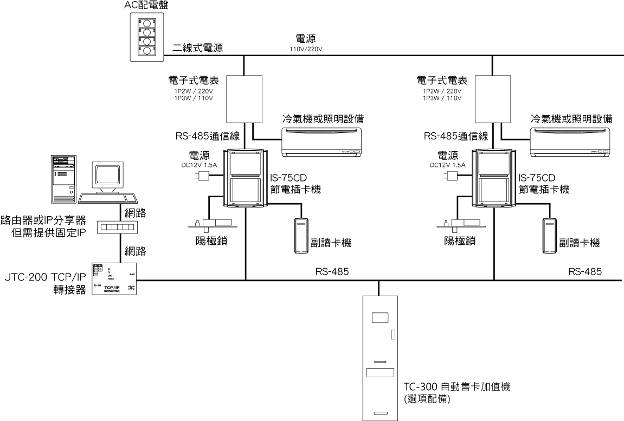 AC配電盤
二線式電源
電源
110V/220V
電子式電表
1P2W / 220V
1P3W / 110V
冷氣機或照明設備
RS-485通信線
電源
DC12V 1.5A
IS-75CD
節電插卡機
陽極鎖
副讀卡機
電子式電表
1P2W / 220V
1P3W / 110V
冷氣機或照明設備
RS-485通信線
電源
DC12V 1.5A
IS-75CD
節電插卡機
陽極鎖
副讀卡機
網路
路由器或IP分享器
但需提供固定IP
網路
JTC-200 TCP/IP
轉接器
TCP/IP
RS-485
RS-485
TC-300 自動售卡加值機
(選項配備)